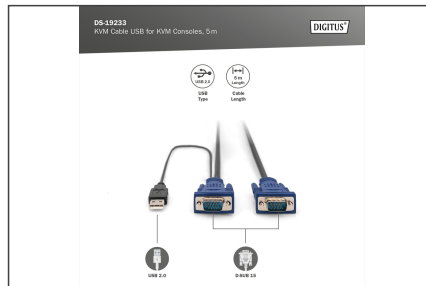 DS-19233
KVM Cable USB for KVM Consoles, 5 m
DIGITUS®
USB 2.0
USB
Type
5 m
Length
Cable
Length
USB 2.0
D-SUB 15